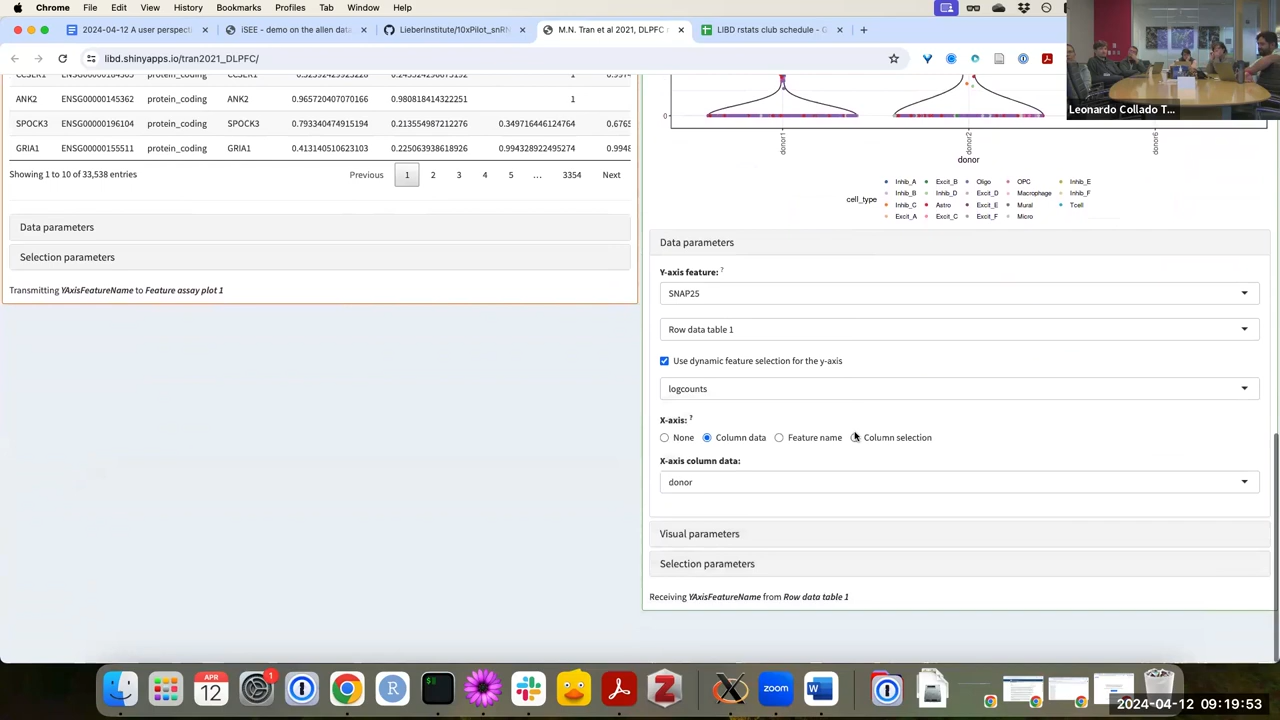 Chrome File Edit View History Bookmarks Profiles Tab Window Help
2024-04-12 A user perspecti
iSEE - demo on the allen dat
LieberInstitute/10xPilot_snRN
M.N. Tran et al 2021, DLPFC
LIBD rstats club schedule - G
libd.shinyapps.io/tran2021_DLPFC/
Leonardo Collado T...
ANK2 ENSG00000145362 protein_coding ANK2 0.965720407070166 0.980818414322251 1
SPOCK3 ENSG00000196104 protein_coding SPOCK3
GRIA1 ENSG00000155511 protein_coding GRIA1 0.413140510623103 0.225063938618926 0.994328922495274 0.9948
Showing 1 to 10 of 33,538 entries
Previous 1 2 3 4 5 ... 3354 Next
Data parameters
Selection parameters
Transmitting YAxisFeatureName to Feature assay plot 1
0
donor1 donor2 donor6
donor
cell_type
Inhib_A Excit_B Oligo OPC Inhib_E
Inhib_B Inhib_D Excit_D Macrophage Inhib_F
Inhib_C Astro Excit_E Mural Tcell
Excit_A Excit_C Excit_F Micro
Data parameters
Y-axis feature: ?
SNAP25
Row data table 1
Use dynamic feature selection for the y-axis
logcounts
X-axis: ?
None Column data Feature name Column selection
X-axis column data:
donor
Visual parameters
Selection parameters
Receiving YAxisFeatureName from Row data table 1
APR
12
1
zoom
2024-04-12 09:19:53